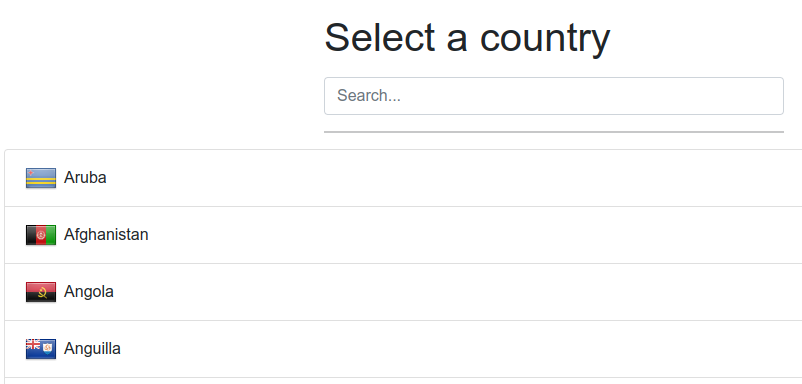 Select a country
Search...
Aruba
Afghanistan
Angola
Anguilla